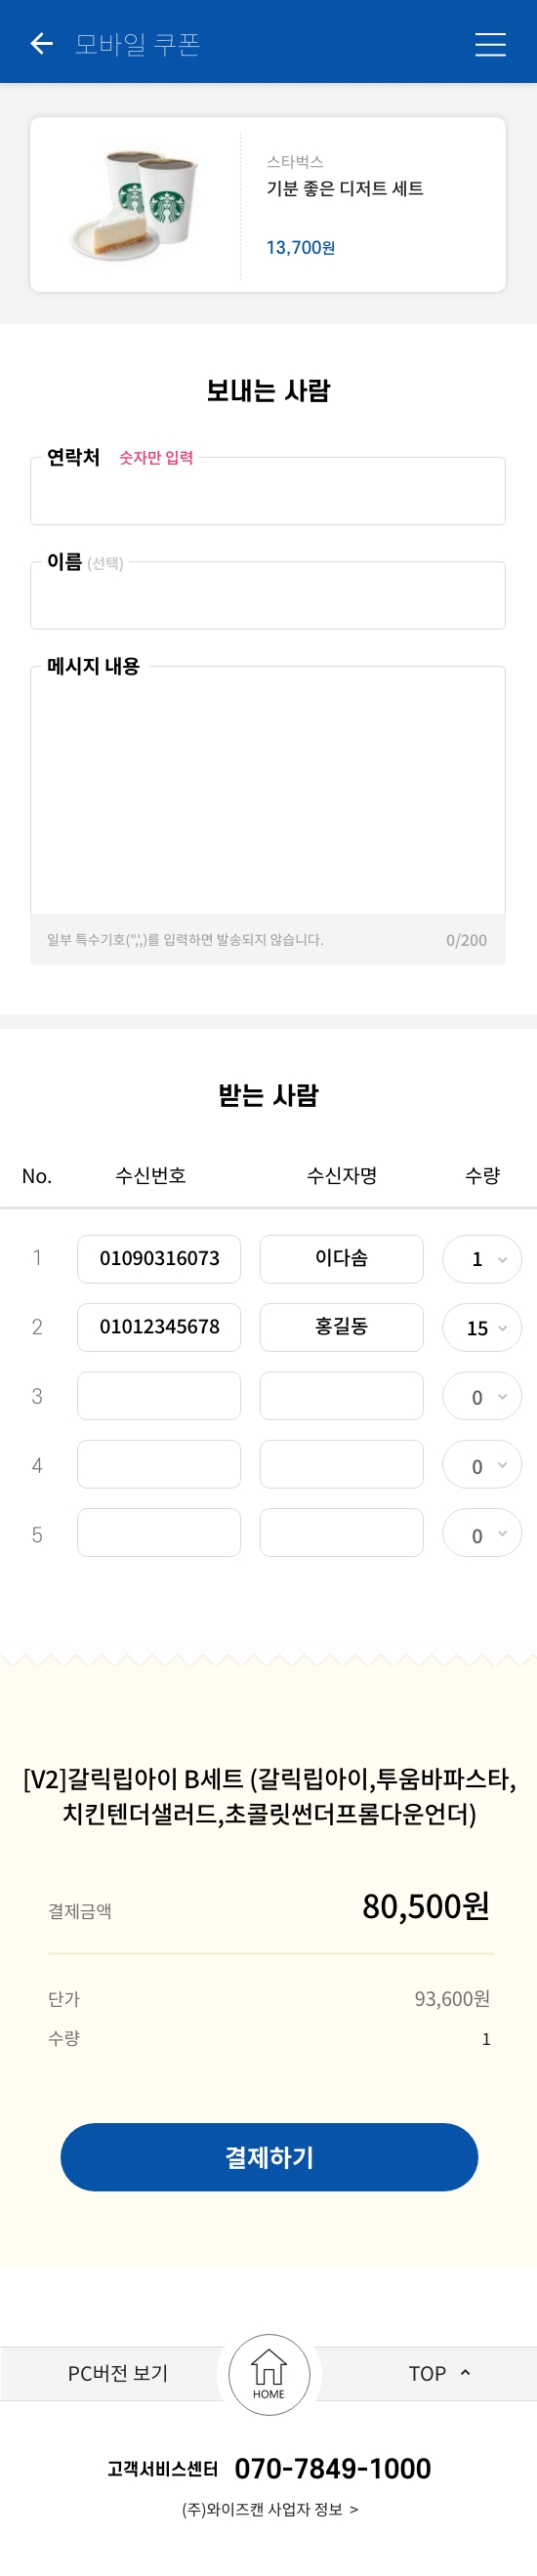 모바일 쿠폰
스타벅스
기분 좋은 디저트 세트
13,700원
보내는 사람
연락처 숫자만 입력
이름 (선택)
메시지 내용
일부 특수기호(",',)를 입력하면 발송되지 않습니다. 0/200
받는 사람
No. 수신번호 수신자명 수량
1 01090316073 이다솜 1
2 01012345678 홍길동 15
3 0
4 0
5 0
[V2]갈릭립아이 B세트 (갈릭립아이,투움바파스타,
치킨텐더샐러드,초콜릿썬더프롬다운언더)
결제금액 80,500원
단가 93,600원
수량 1
결제하기
PC버전 보기 HOME TOP
고객서비스센터 070-7849-1000
(주)와이즈캔 사업자 정보 >